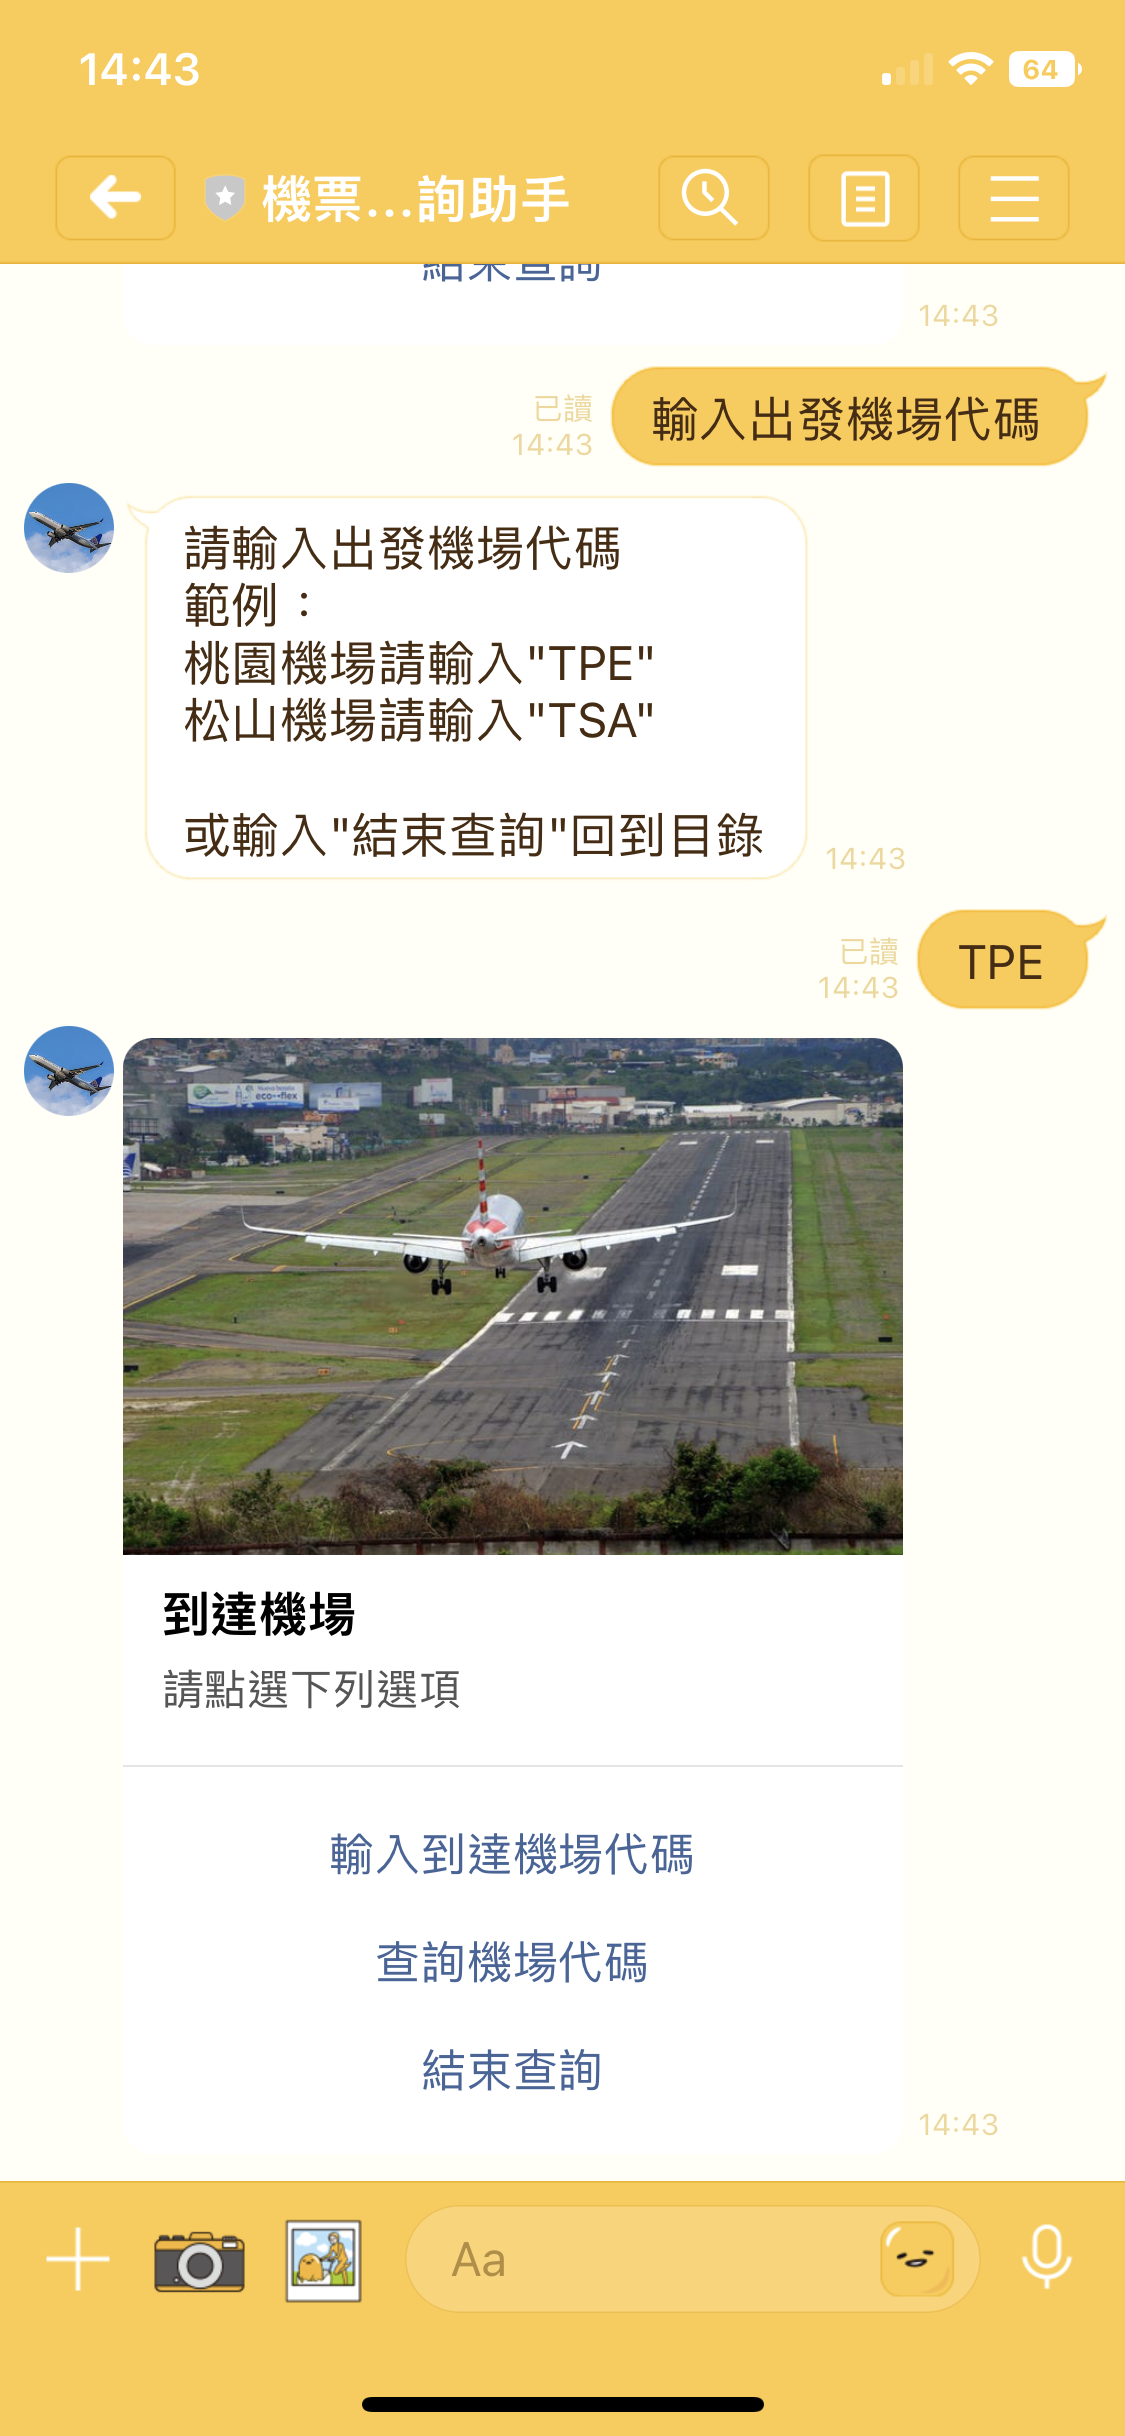 14:43
64
機票...詢助手
結束查詢
14:43
輸入出發機場代碼
已讀
14:43
請輸入出發機場代碼
範例：
桃園機場請輸入"TPE"
松山機場請輸入"TSA"
或輸入"結束查詢"回到目錄
14:43
TPE
已讀
14:43
eco-flex
到達機場
請點選下列選項
輸入到達機場代碼
查詢機場代碼
結束查詢
14:43
Aa